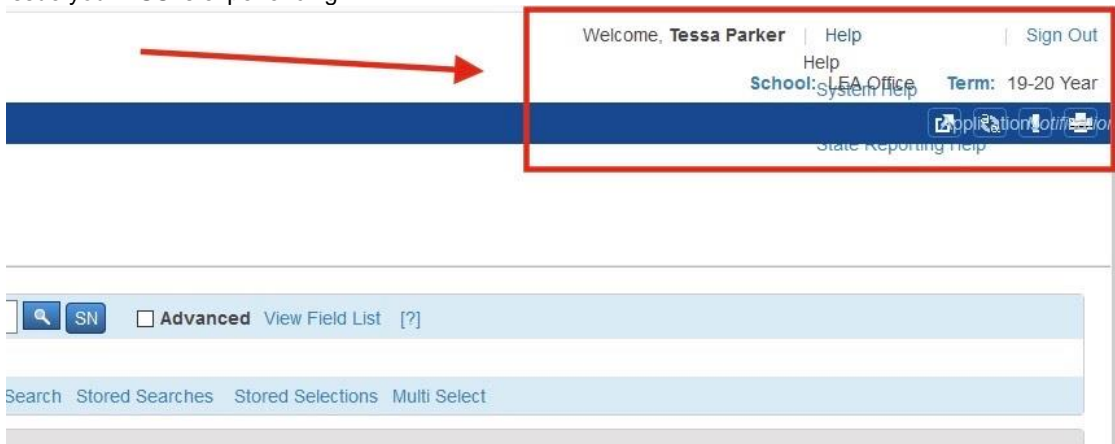 Welcome, Tessa Parker | Help | Sign Out
Help
School: LEA Office Term: 19-20 Year
System Help
State Reporting Help
SN Advanced View Field List [?]
Search Stored Searches Stored Selections Multi Select